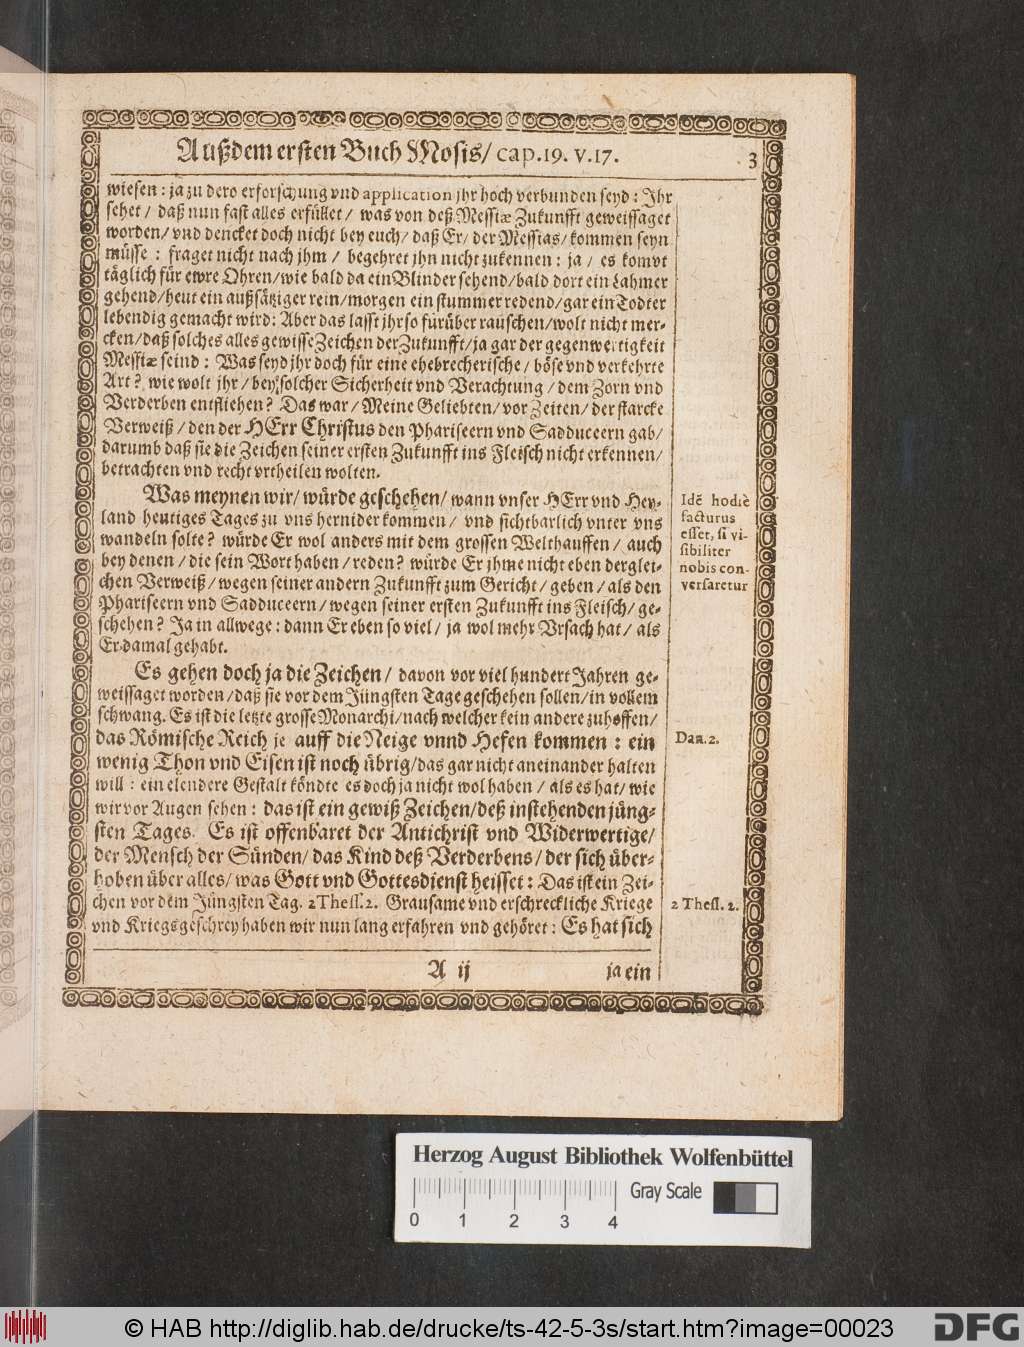 Außdem ersten Buch Mosis/ cap.19. v.17. 3
wiesen: ja zu dero erforschung vnd application jhr hoch verbunden seyd: Ihr
sehet/ daß nun fast alles erfüllet/ was von deß Messiæ Zukunfft geweissaget
worden/ vnd dencket doch nicht bey euch/ daß Er/ der Messias/ kommen seyn
müsse: fraget nicht nach jhm/ begehret jhn nicht zukennen: ja/ es komvt
täglich für ewre Ohren/ wie bald da ein Blinder sehend/ bald dort ein Lahmer
gehend/ heut ein außsätziger rein/ morgen ein stummer redend/ gar ein Todter
lebendig gemacht wird: Aber das lasst jhr so fürüber rauschen/ wolt nicht mer-
cken/ daß solches alles gewisse Zeichen der Zukunfft/ ja gar der gegenwertigkeit
Messiæ seind: Was seyd jhr doch für eine ehebrecherische/ böse vnd verkehrte
Art? wie wolt jhr/ bey solcher Sicherheit vnd Verachtung/ dem Zorn vnd
Verderben entfliehen? Das war/ Meine Geliebten/ vor Zeiten/ der starcke
Verweiß/ den der HErr Christus den Phariseern vnd Sadduceern gab/
darumb daß sie die Zeichen seiner ersten Zukunfft ins Fleisch nicht erkennen/
betrachten vnd recht vrtheilen wolten.
Was meynen wir/ würde geschehen/ wann vnser HErr vnd Hey-
land heutiges Tages zu vns hernider kommen/ vnd sichtbarlich vnter vns
wandeln solte? würde Er wol anders mit dem grossen Welthauffen/ auch
bey denen/ die sein Wort haben/ reden? würde Er jhme nicht eben derglei-
chen Verweiß/ wegen seiner andern Zukunfft zum Gericht/ geben/ als den
Phariseern vnd Sadduceern/ wegen seiner ersten Zukunfft ins Fleisch/ ge-
schehen? Ja in allwege: dann Er eben so viel/ ja wol mehr Vrsach hat/ als
Er damal gehabt.
Idē hodiè
facturus
esset, si vi-
sibiliter
nobis con-
versaretur
Es gehen doch ja die Zeichen/ davon vor viel hundert Jahren ge-
weissaget worden/ daß sie vor dem Jüngsten Tage geschehen sollen/ in vollem
schwang. Es ist die letzte grosse Monarchi/ nach welcher kein andere zuhoffen/
das Römische Reich je auff die Neige vnnd Hefen kommen: ein
wenig Thon vnd Eisen ist noch übrig/ das gar nicht aneinander halten
will: ein elendere Gestalt köndte es doch ja nicht wol haben/ als es hat/ wie
wir vor Augen sehen: das ist ein gewiß Zeichen/ deß instehenden jüng-
sten Tages. Es ist offenbaret der Antichrist vnd Widerwertige/
der Mensch der Sünden/ das Kind deß Verderbens/ der sich über-
hoben über alles/ was Gott vnd Gottesdienst heisset: Das ist ein Zei-
chen vor dem Jüngsten Tag. 2 Thess. 2. Grausame vnd erschreckliche Kriege
vnd Kriegsgeschrey haben wir nun lang erfahren vnd gehöret: Es hat sich
Dan. 2.
2 Thess. 2.
A ij ja ein
Herzog August Bibliothek Wolfenbüttel
Gray Scale
0 1 2 3 4
© HAB http://diglib.hab.de/drucke/ts-42-5-3s/start.htm?image=00023
DFG